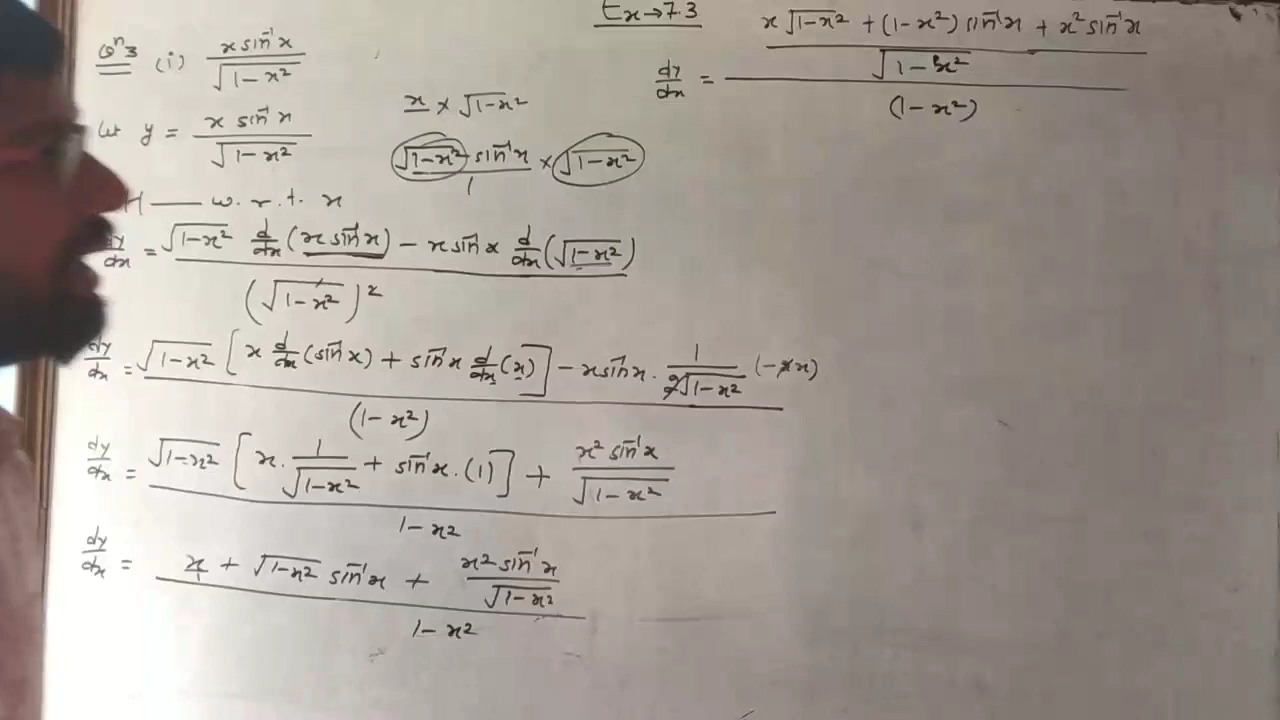 Ex→7.3
Qⁿ3 (i) x sin⁻¹x / √(1-x²)
Let y = x sin⁻¹x / √(1-x²)
w.r.t. x
dy/dx = [√(1-x²) d/dx (x sin⁻¹x) - x sin⁻¹x d/dx (√(1-x²))] / (√(1-x²))²
dy/dx = [√(1-x²) [x d/dx (sin⁻¹x) + sin⁻¹x d/dx (x)] - x sin⁻¹x . 1/(2√(1-x²)) (-2x)] / (1-x²)
dy/dx = [√(1-x²) [x . 1/√(1-x²) + sin⁻¹x . (1)] + x² sin⁻¹x / √(1-x²)] / 1-x²
dy/dx = [x/1 + √(1-x²) sin⁻¹x + x² sin⁻¹x / √(1-x²)] / 1-x²
x × √(1-x²)
√(1-x²) sin⁻¹x / 1 × √(1-x²)
dy/dx = [(x√(1-x²) + (1-x²) sin⁻¹x + x² sin⁻¹x) / √(1-x²)] / (1-x²)